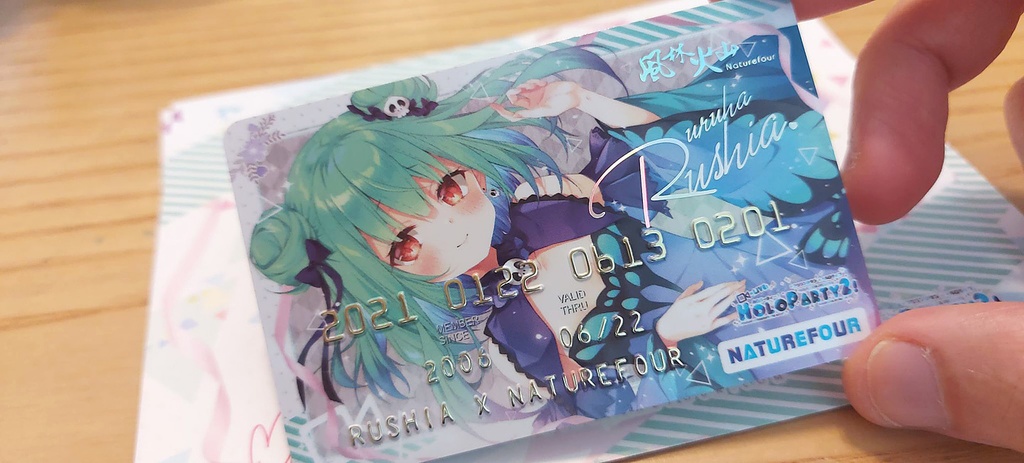 風林火山
Naturefour
uruha
Rushia.
2021 0122 0613 0201
MEMBER
SINCE
2006
VALID
THRU
06/22
HOLOPARTY2!
RUSHIA X NATUREFOUR
NATUREFOUR